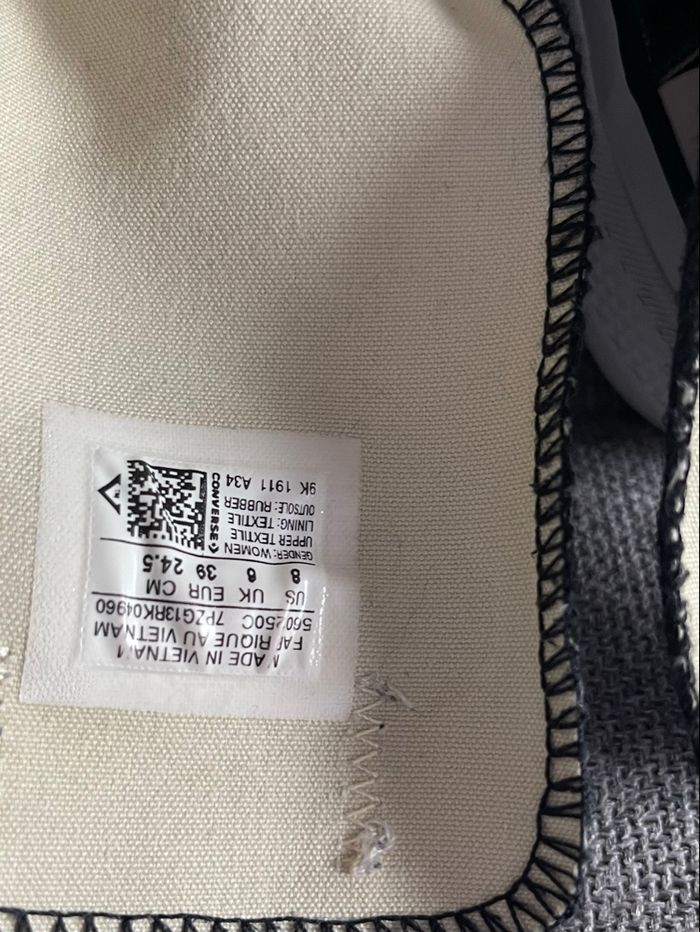 MADE IN VIETNAM
FABRIQUE AU VIETNAM
560250C 7PZG13RK04960
US UK EUR CM
8 6 39 24.5
GENDER: WOMEN
UPPER TEXTILE
LINING: TEXTILE
OUTSOLE: RUBBER
9K 1911 A34
CONVERSE